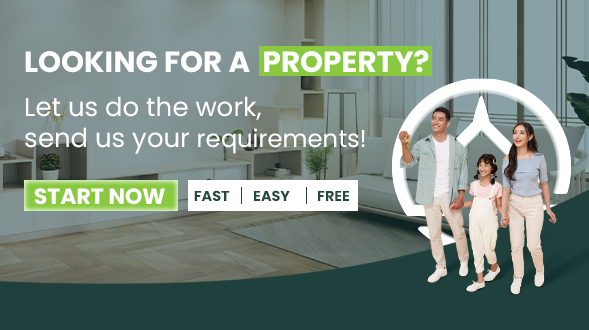 LOOKING FOR A PROPERTY?
Let us do the work,
send us your requirements!
START NOW FAST | EASY | FREE